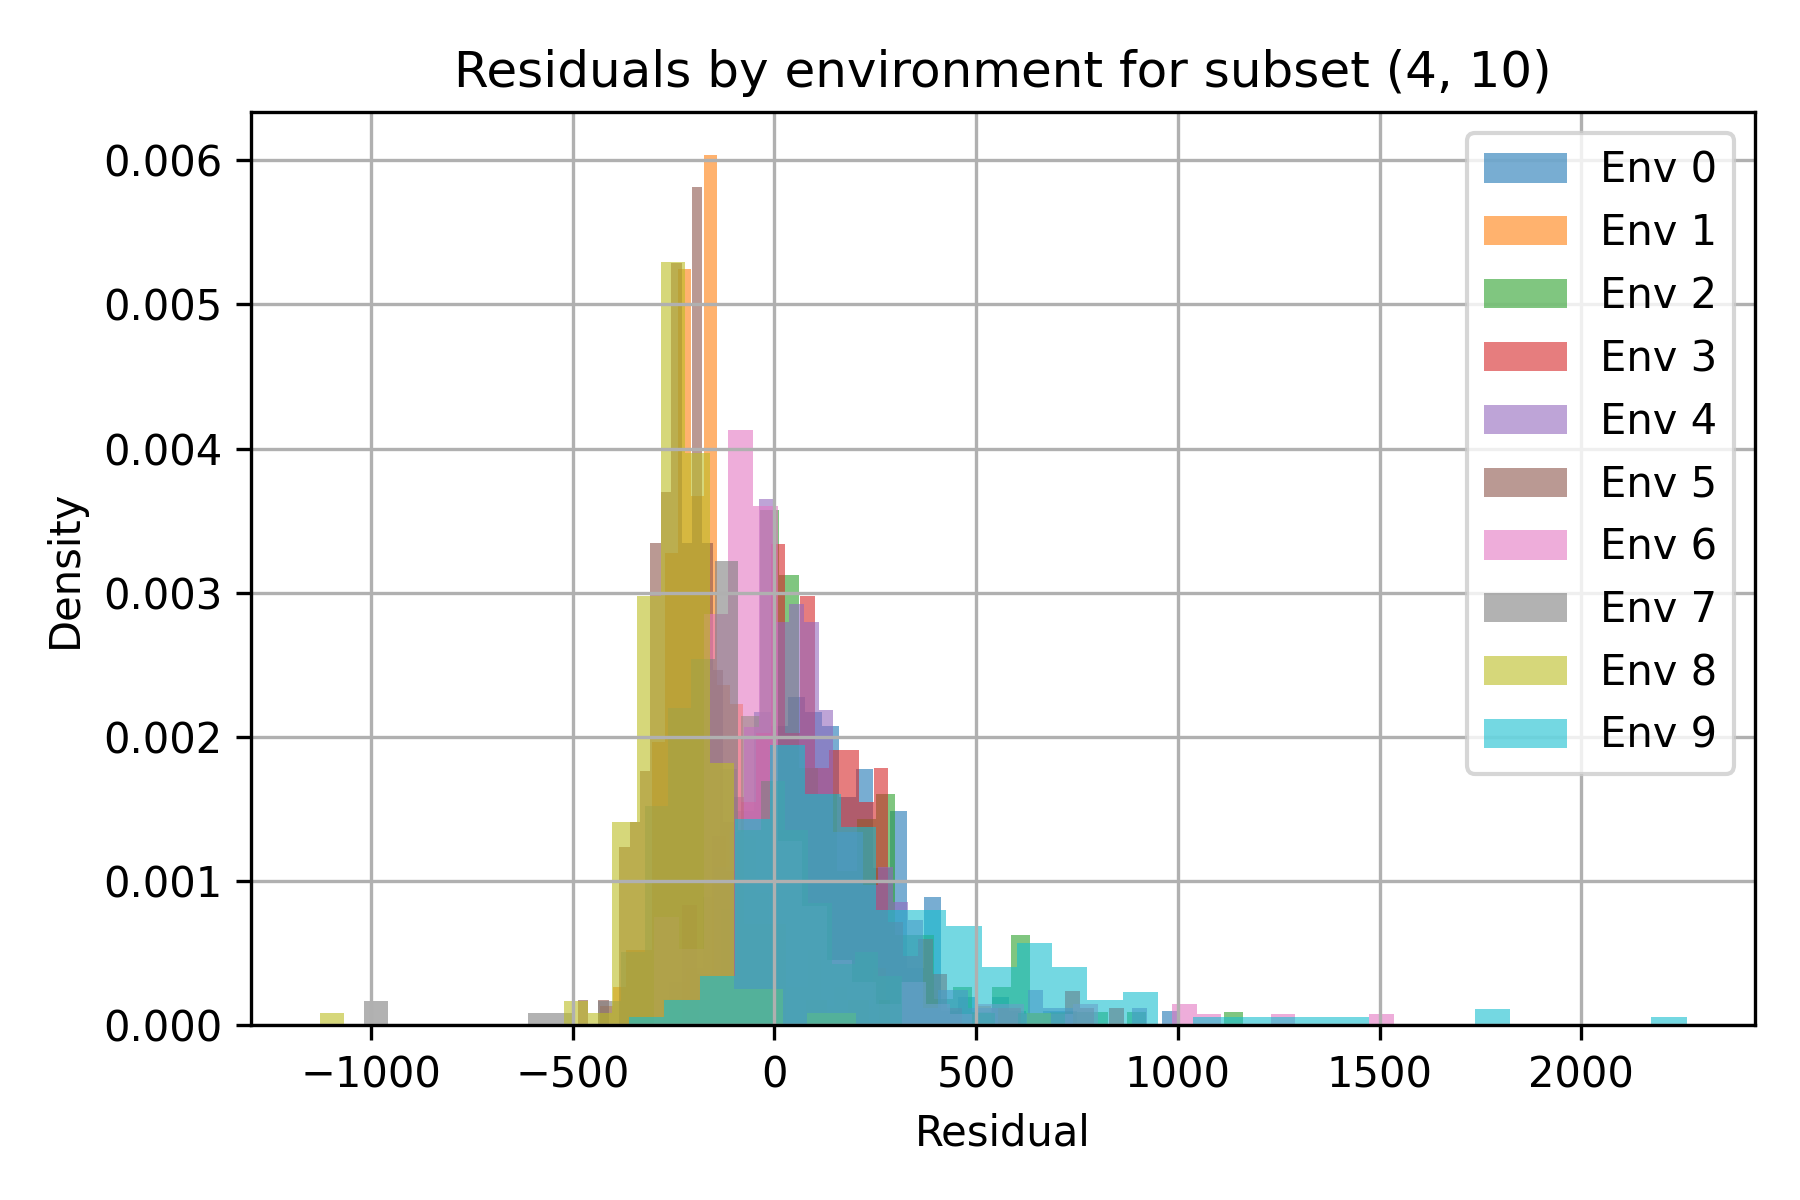 Residuals by environment for subset (4, 10)
0.006
0.005
0.004
0.003
0.002
0.001
0.000
Density
−1000
−500
0
500
1000
1500
2000
Residual
Env 0
Env 1
Env 2
Env 3
Env 4
Env 5
Env 6
Env 7
Env 8
Env 9